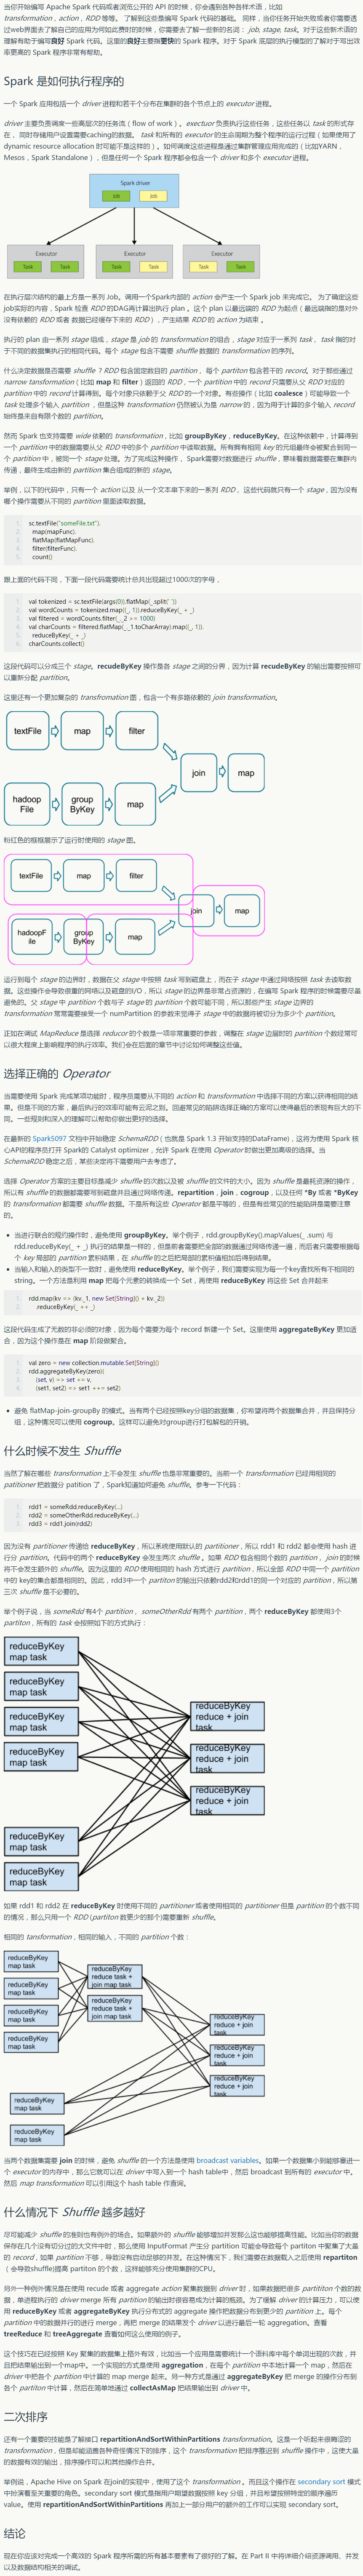 当你开始编写 Apache Spark 代码或者浏览公开的 API 的时候，你会遇到各种各样术语，比如
transformation，action，RDD 等等。 了解到这些是编写 Spark 代码的基础。 同样，当你任务开始失败或者你需要透
过web界面去了解自己的应用为何如此费时的时候，你需要去了解一些新的名词： job, stage, task。对于这些新术语的
理解有助于编写良好 Spark 代码。这里的良好主要指更快的 Spark 程序。对于 Spark 底层的执行模型的了解对于写出效
率更高的 Spark 程序非常有帮助。
Spark 是如何执行程序的
一个 Spark 应用包括一个 driver 进程和若干个分布在集群的各个节点上的 executor 进程。
driver 主要负责调度一些高层次的任务流（flow of work）。exectuor 负责执行这些任务，这些任务以 task 的形式存
在， 同时存储用户设置需要caching的数据。 task 和所有的 executor 的生命周期为整个程序的运行过程（如果使用了
dynamic resource allocation 时可能不是这样的）。如何调度这些进程是通过集群管理应用完成的（比如YARN，
Mesos，Spark Standalone），但是任何一个 Spark 程序都会包含一个 driver 和多个 executor 进程。
Spark driver
Job Job
Executor Executor Executor
Task Task Task Task Task Task
在执行层次结构的最上方是一系列 Job。调用一个Spark内部的 action 会产生一个 Spark job 来完成它。 为了确定这些
job实际的内容，Spark 检查 RDD 的DAG再计算出执行 plan 。这个 plan 以最远端的 RDD 为起点（最远端指的是对外
没有依赖的 RDD 或者 数据已经缓存下来的 RDD），产生结果 RDD 的 action 为结束 。
执行的 plan 由一系列 stage 组成，stage 是 job 的 transformation 的组合，stage 对应于一系列 task， task 指的对
于不同的数据集执行的相同代码。每个 stage 包含不需要 shuffle 数据的 transformation 的序列。
什么决定数据是否需要 shuffle ？RDD 包含固定数目的 partition， 每个 partiton 包含若干的 record。对于那些通过
narrow tansformation（比如 map 和 filter）返回的 RDD，一个 partition 中的 record 只需要从父 RDD 对应的
partition 中的 record 计算得到。每个对象只依赖于父 RDD 的一个对象。有些操作（比如 coalesce）可能导致一个
task 处理多个输入 partition ，但是这种 transformation 仍然被认为是 narrow 的，因为用于计算的多个输入 record
始终是来自有限个数的 partition。
然而 Spark 也支持需要 wide 依赖的 transformation，比如 groupByKey，reduceByKey。在这种依赖中，计算得到
一个 partition 中的数据需要从父 RDD 中的多个 partition 中读取数据。所有拥有相同 key 的元组最终会被聚合到同一
个 partition 中，被同一个 stage 处理。为了完成这种操作， Spark需要对数据进行 shuffle，意味着数据需要在集群内
传递，最终生成由新的 partition 集合组成的新的 stage。
举例，以下的代码中，只有一个 action 以及 从一个文本串下来的一系列 RDD， 这些代码就只有一个 stage，因为没有
哪个操作需要从不同的 partition 里面读取数据。
1. sc.textFile("someFile.txt").
2. map(mapFunc).
3. flatMap(flatMapFunc).
4. filter(filterFunc).
5. count()
跟上面的代码不同，下面一段代码需要统计总共出现超过1000次的字母，
1. val tokenized = sc.textFile(args(0)).flatMap(_.split(' '))
2. val wordCounts = tokenized.map((_, 1)).reduceByKey(_ + _)
3. val filtered = wordCounts.filter(_._2 >= 1000)
4. val charCounts = filtered.flatMap(_._1.toCharArray).map((_, 1)).
5. reduceByKey(_ + _)
6. charCounts.collect()
这段代码可以分成三个 stage。recudeByKey 操作是各 stage 之间的分界，因为计算 recudeByKey 的输出需要按照可
以重新分配 partition。
这里还有一个更加复杂的 transfromation 图，包含一个有多路依赖的 join transformation。
textFile map filter
join map
hadoop
File
group
ByKey
map
粉红色的框框展示了运行时使用的 stage 图。
textFile map filter
join map
hadoopF
ile
group
ByKey
map
运行到每个 stage 的边界时，数据在父 stage 中按照 task 写到磁盘上，而在子 stage 中通过网络按照 task 去读取数
据。这些操作会导致很重的网络以及磁盘的I/O，所以 stage 的边界是非常占资源的，在编写 Spark 程序的时候需要尽量
避免的。父 stage 中 partition 个数与子 stage 的 partition 个数可能不同，所以那些产生 stage 边界的
transformation 常常需要接受一个 numPartition 的参数来觉得子 stage 中的数据将被切分为多少个 partition。
正如在调试 MapReduce 是选择 reducor 的个数是一项非常重要的参数，调整在 stage 边届时的 partition 个数经常可
以很大程度上影响程序的执行效率。我们会在后面的章节中讨论如何调整这些值。
选择正确的 Operator
当需要使用 Spark 完成某项功能时，程序员需要从不同的 action 和 transformation 中选择不同的方案以获得相同的结
果。但是不同的方案，最后执行的效率可能有云泥之别。回避常见的陷阱选择正确的方案可以使得最后的表现有巨大的不
同。一些规则和深入的理解可以帮助你做出更好的选择。
在最新的 Spark5097 文档中开始稳定 SchemaRDD（也就是 Spark 1.3 开始支持的DataFrame)，这将为使用 Spark 核
心API的程序员打开 Spark的 Catalyst optimizer，允许 Spark 在使用 Operator 时做出更加高级的选择。当
SchemaRDD 稳定之后，某些决定将不需要用户去考虑了。
选择 Operator 方案的主要目标是减少 shuffle 的次数以及被 shuffle 的文件的大小。因为 shuffle 是最耗资源的操作，
所以有 shuffle 的数据都需要写到磁盘并且通过网络传递。repartition，join，cogroup，以及任何 *By 或者 *ByKey
的 transformation 都需要 shuffle 数据。不是所有这些 Operator 都是平等的，但是有些常见的性能陷阱是需要注意
的。
• 当进行联合的规约操作时，避免使用 groupByKey。举个例子，rdd.groupByKey().mapValues(_ .sum) 与
rdd.reduceByKey(_ + _) 执行的结果是一样的，但是前者需要把全部的数据通过网络传递一遍，而后者只需要根据每
个 key 局部的 partition 累积结果，在 shuffle 的之后把局部的累积值相加后得到结果。
• 当输入和输入的类型不一致时，避免使用 reduceByKey。举个例子，我们需要实现为每一个key查找所有不相同的
string。一个方法是利用 map 把每个元素的转换成一个 Set，再使用 reduceByKey 将这些 Set 合并起来
1. rdd.map(kv => (kv._1, new Set[String]() + kv._2))
2. .reduceByKey(_ ++ _)
这段代码生成了无数的非必须的对象，因为每个需要为每个 record 新建一个 Set。这里使用 aggregateByKey 更加适
合，因为这个操作是在 map 阶段做聚合。
1. val zero = new collection.mutable.Set[String]()
2. rdd.aggregateByKey(zero)(
3. (set, v) => set += v,
4. (set1, set2) => set1 ++= set2)
• 避免 flatMap-join-groupBy 的模式。当有两个已经按照key分组的数据集，你希望将两个数据集合并，并且保持分
组，这种情况可以使用 cogroup。这样可以避免对group进行打包解包的开销。
什么时候不发生 Shuffle
当然了解在哪些 transformation 上不会发生 shuffle 也是非常重要的。当前一个 transformation 已经用相同的
patitioner 把数据分 patition 了，Spark知道如何避免 shuffle。参考一下代码：
1. rdd1 = someRdd.reduceByKey(...)
2. rdd2 = someOtherRdd.reduceByKey(...)
3. rdd3 = rdd1.join(rdd2)
因为没有 partitioner 传递给 reduceByKey，所以系统使用默认的 partitioner，所以 rdd1 和 rdd2 都会使用 hash 进
行分 partition。代码中的两个 reduceByKey 会发生两次 shuffle 。如果 RDD 包含相同个数的 partition， join 的时候
将不会发生额外的 shuffle。因为这里的 RDD 使用相同的 hash 方式进行 partition，所以全部 RDD 中同一个 partition
中的 key的集合都是相同的。因此，rdd3中一个 partiton 的输出只依赖rdd2和rdd1的同一个对应的 partition，所以第
三次 shuffle 是不必要的。
举个例子说，当 someRdd 有4个 partition， someOtherRdd 有两个 partition，两个 reduceByKey 都使用3个
partiton，所有的 task 会按照如下的方式执行：
reduceByKey
map task
reduceByKey
map task
reduceByKey
map task
reduceByKey
map task
reduceByKey
reduce + join
task
reduceByKey
reduce + join
task
reduceByKey
reduce + join
task
reduceByKey
map task
reduceByKey
map task
如果 rdd1 和 rdd2 在 reduceByKey 时使用不同的 partitioner 或者使用相同的 partitioner 但是 partition 的个数不同
的情况，那么只用一个 RDD (partiton 数更少的那个)需要重新 shuffle。
相同的 tansformation，相同的输入，不同的 partition 个数：
reduceByKey
map task
reduceByKey
map task
reduceByKey
map task
reduceByKey
map task
reduceByKey
reduce task +
join map task
reduceByKey
reduce task +
join map task
reduceByKey
reduce + join
task
reduceByKey
reduce + join
task
reduceByKey
reduce + join
task
reduceByKey
map task
reduceByKey
map task
当两个数据集需要 join 的时候，避免 shuffle 的一个方法是使用 broadcast variables。如果一个数据集小到能够塞进一
个 executor 的内存中，那么它就可以在 driver 中写入到一个 hash table中，然后 broadcast 到所有的 executor 中。
然后 map transformation 可以引用这个 hash table 作查询。
什么情况下 Shuffle 越多越好
尽可能减少 shuffle 的准则也有例外的场合。如果额外的 shuffle 能够增加并发那么这也能够提高性能。比如当你的数据
保存在几个没有切分过的大文件中时，那么使用 InputFormat 产生分 partition 可能会导致每个 partiton 中聚集了大量
的 record，如果 partition 不够，导致没有启动足够的并发。在这种情况下，我们需要在数据载入之后使用 repartiton
（会导致shuffle)提高 partiton 的个数，这样能够充分使用集群的CPU。
另外一种例外情况是在使用 recude 或者 aggregate action 聚集数据到 driver 时，如果数据把很多 partititon 个数的数
据，单进程执行的 driver merge 所有 partition 的输出时很容易成为计算的瓶颈。为了缓解 driver 的计算压力，可以使
用 reduceByKey 或者 aggregateByKey 执行分布式的 aggregate 操作把数据分布到更少的 partition 上。每个
partition 中的数据并行的进行 merge，再把 merge 的结果发个 driver 以进行最后一轮 aggregation。查看
treeReduce 和 treeAggregate 查看如何这么使用的例子。
这个技巧在已经按照 Key 聚集的数据集上格外有效，比如当一个应用是需要统计一个语料库中每个单词出现的次数，并
且把结果输出到一个map中。一个实现的方式是使用 aggregation，在每个 partition 中本地计算一个 map，然后在
driver 中把各个 partition 中计算的 map merge 起来。另一种方式是通过 aggregateByKey 把 merge 的操作分布到
各个 partiton 中计算，然后在简单地通过 collectAsMap 把结果输出到 driver 中。
二次排序
还有一个重要的技能是了解接口 repartitionAndSortWithinPartitions transformation。这是一个听起来很晦涩的
transformation，但是却能涵盖各种奇怪情况下的排序，这个 transformation 把排序推迟到 shuffle 操作中，这使大量
的数据有效的输出，排序操作可以和其他操作合并。
举例说，Apache Hive on Spark 在join的实现中，使用了这个 transformation 。而且这个操作在 secondary sort 模式
中扮演着至关重要的角色。secondary sort 模式是指用户期望数据按照 key 分组，并且希望按照特定的顺序遍历
value。使用 repartitionAndSortWithinPartitions 再加上一部分用户的额外的工作可以实现 secondary sort。
结论
现在你应该对完成一个高效的 Spark 程序所需的所有基本要素有了很好的了解。在 Part II 中将详细介绍资源调用、并发
以及数据结构相关的调试。